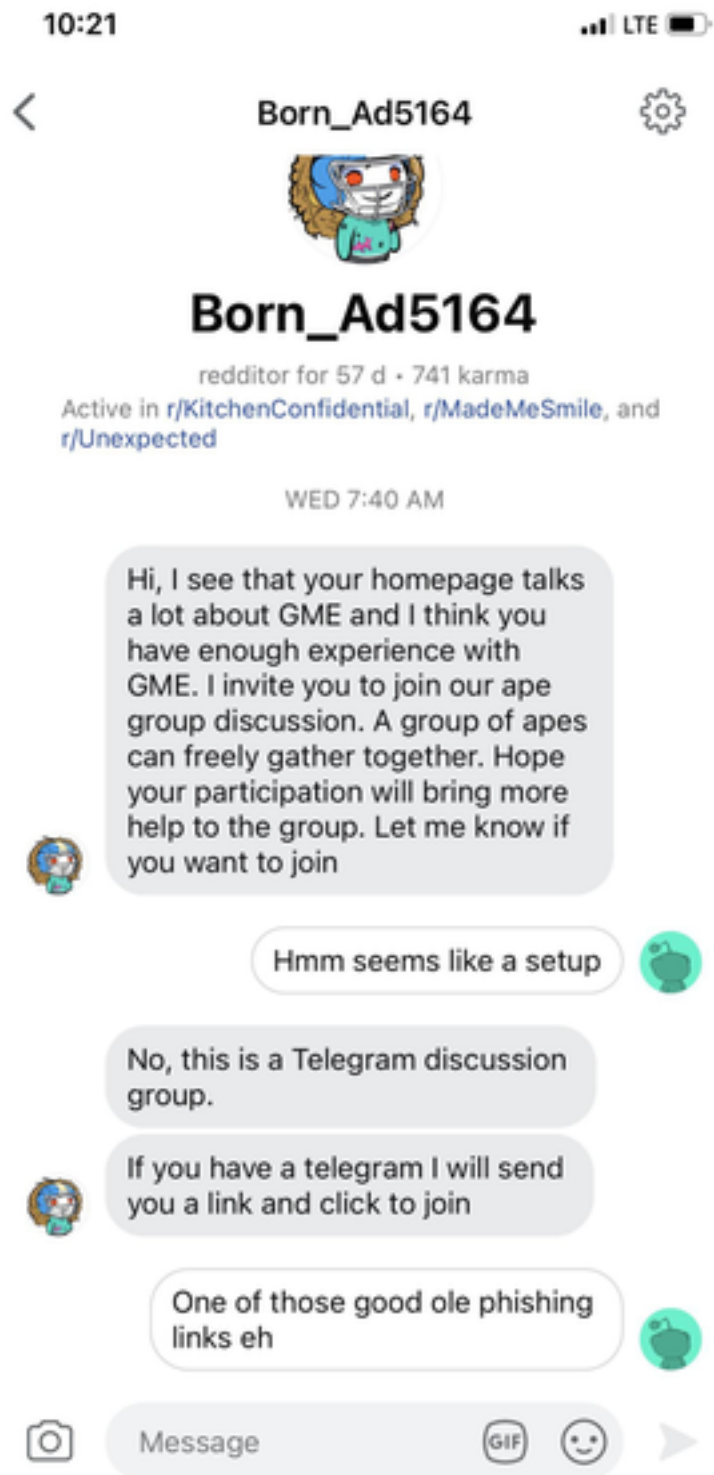 10:21
LTE
Born_Ad5164
Born_Ad5164
redditor for 57 d • 741 karma
Active in r/KitchenConfidential, r/MadeMeSmile, and
r/Unexpected
WED 7:40 AM
Hi, I see that your homepage talks
a lot about GME and I think you
have enough experience with
GME. I invite you to join our ape
group discussion. A group of apes
can freely gather together. Hope
your participation will bring more
help to the group. Let me know if
you want to join
Hmm seems like a setup
No, this is a Telegram discussion
group.
If you have a telegram I will send
you a link and click to join
One of those good ole phishing
links eh
Message
GIF